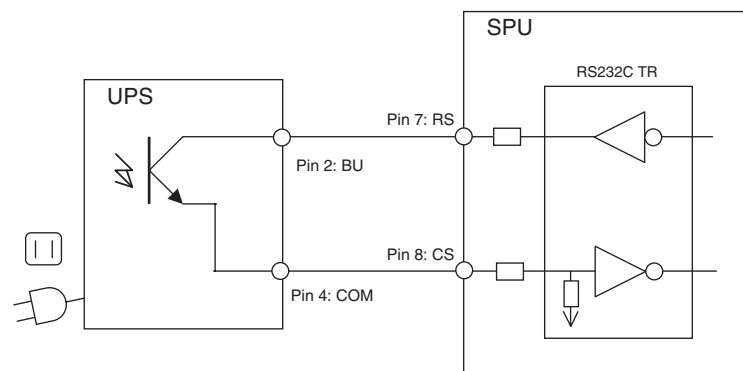 SPU
RS232C TR
UPS
Pin 7: RS
Pin 2: BU
Pin 8: CS
Pin 4: COM